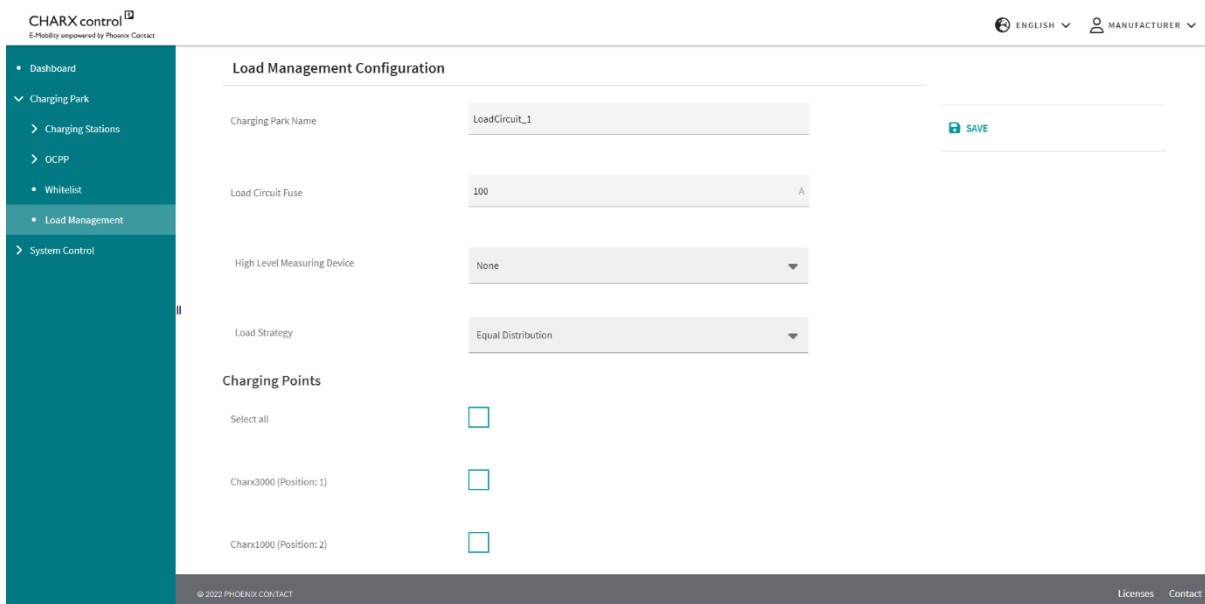 CHARX control P
E-Mobility empowered by Phoenix Contact
ENGLISH
MANUFACTURER
Dashboard
Charging Park
Charging Stations
OCPP
Whitelist
Load Management
System Control
Load Management Configuration
Charging Park Name
LoadCircuit_1
SAVE
Load Circuit Fuse
100 A
High Level Measuring Device
None
Load Strategy
Equal Distribution
Charging Points
Select all
Charx3000 (Position: 1)
Charx1000 (Position: 2)
© 2022 PHOENIX CONTACT
Licenses Contact